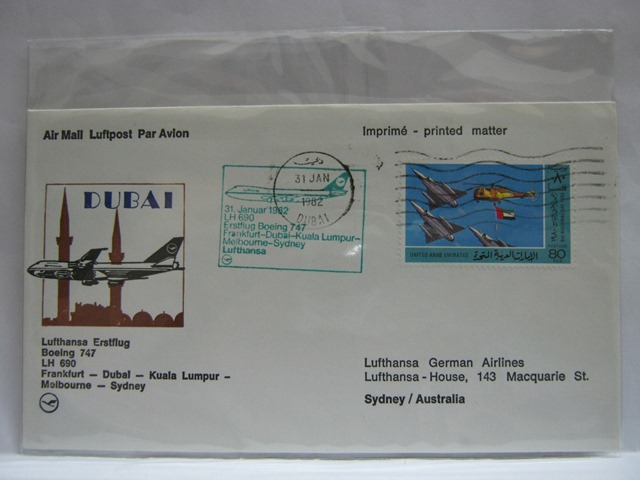 Air Mail Luftpost Par Avion
Imprimé - printed matter
DUBAI
دبي
31 JAN
1982
DUBAI
31. Januar 1982
LH 690
Erstflug Boeing 747
Frankfurt-Dubai-Kuala Lumpur-
Melbourne-Sydney
Lufthansa
UNITED ARAB EMIRATES
الإمارات العربية المتحدة
80
Lufthansa Erstflug
Boeing 747
LH 690
Frankfurt – Dubai – Kuala Lumpur –
Melbourne – Sydney
Lufthansa German Airlines
Lufthansa - House, 143 Macquarie St.
Sydney / Australia